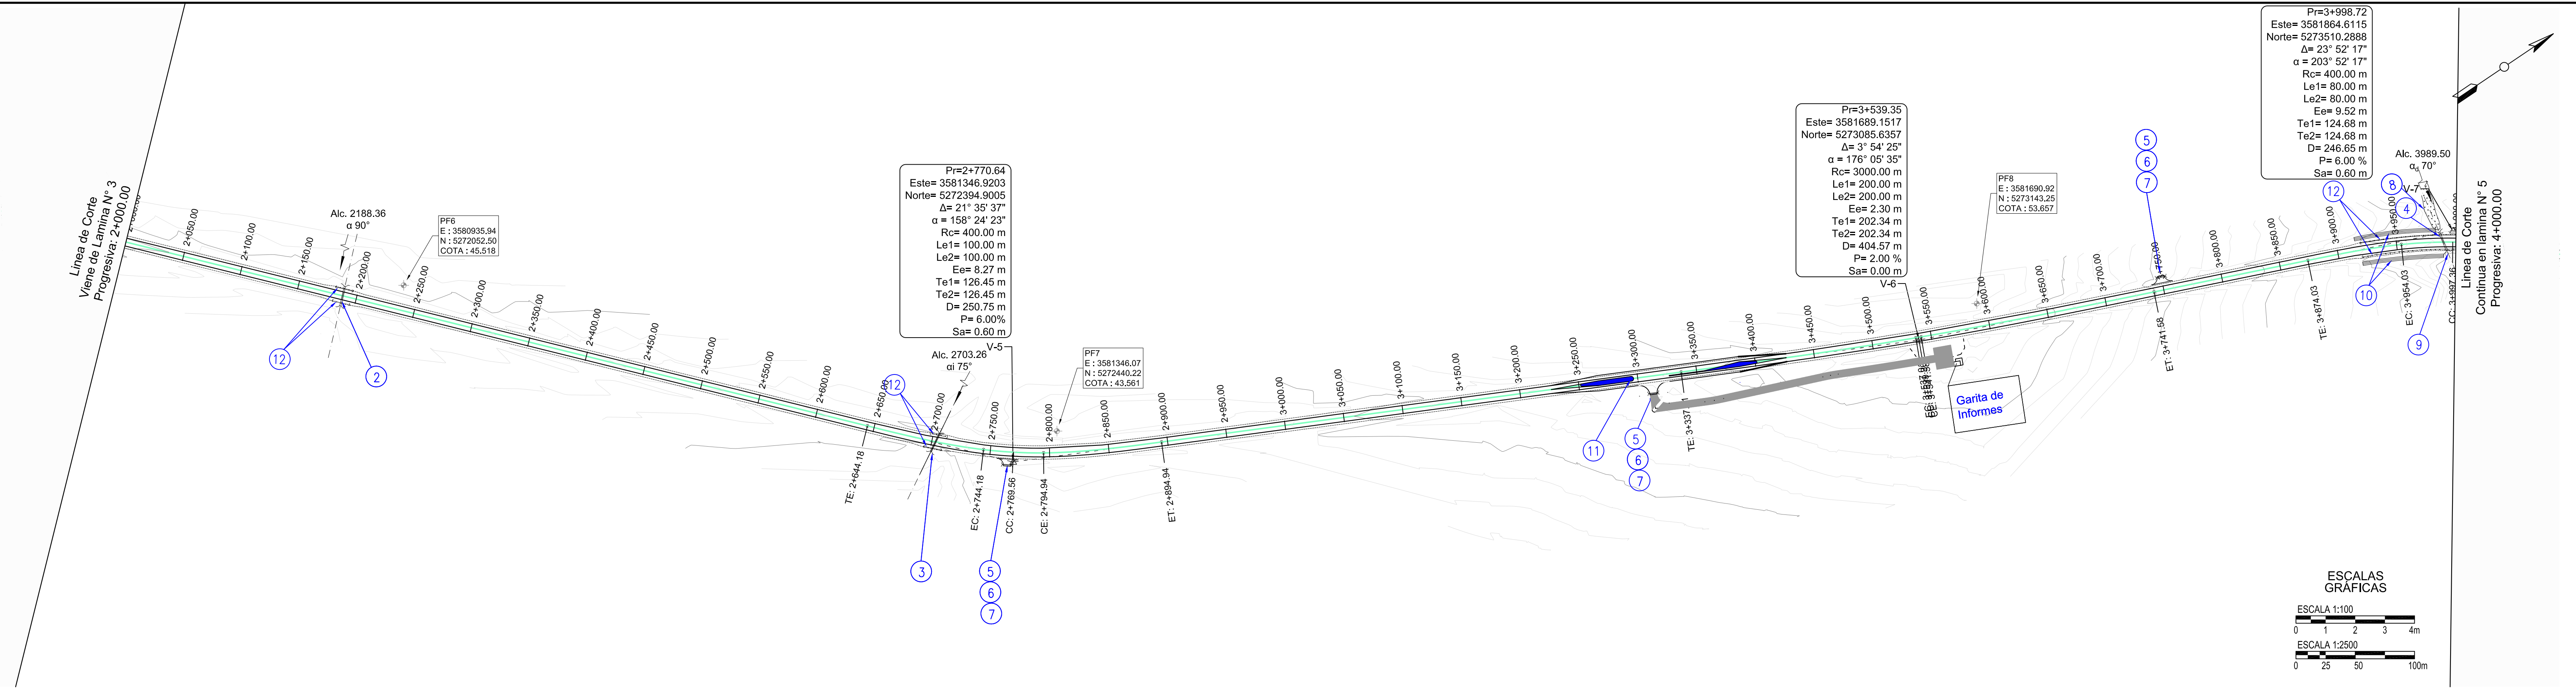 Linea de Corte
Viene de Lamina N° 3
Progresiva: 2+000.00
2+050.00
2+100.00
2+150.00
2+200.00
2+250.00
2+300.00
2+350.00
2+400.00
2+450.00
2+500.00
2+550.00
2+600.00
2+650.00
2+700.00
2+750.00
2+800.00
2+850.00
2+900.00
2+950.00
3+000.00
3+050.00
3+100.00
3+150.00
3+200.00
3+250.00
3+300.00
3+350.00
3+400.00
3+450.00
3+500.00
3+550.00
3+600.00
3+650.00
3+700.00
3+800.00
3+850.00
3+900.00
3+950.00
Alc. 2188.36
α 90°
PF6
E : 3580935,94
N : 5272052,50
COTA : 45.518
12
2
Pr=2+770.64
Este= 3581346.9203
Norte= 5272394.9005
Δ= 21° 35' 37"
α = 158° 24' 23"
Rc= 400.00 m
Le1= 100.00 m
Le2= 100.00 m
Ee= 8.27 m
Te1= 126.45 m
Te2= 126.45 m
D= 250,75 m
P= 6.00%
Sa= 0.60 m
V-5
Alc. 2703.26
αi 75°
12
PF7
E : 3581346,07
N : 5272440,22
COTA : 43,561
TE: 2+644.18
EC: 2+744.18
CC: 2+769.56
CE: 2+794.94
ET: 2+894.94
3
5
6
7
Pr=3+539.35
Este= 3581689.1517
Norte= 5273085.6357
Δ= 3° 54' 25"
α = 176° 05' 35"
Rc= 3000.00 m
Le1= 200.00 m
Le2= 200.00 m
Ee= 2.30 m
Te1= 202.34 m
Te2= 202.34 m
D= 404.57 m
P= 2.00 %
Sa= 0.00 m
V-6
PF8
E : 3581690.92
N : 5273143,25
COTA : 53.657
11
5
6
7
Garita de
Informes
5
6
7
ET: 3+741.58
TE: 3+874.03
EC: 3+954.03
CC: 3+997.36
Pr=3+998.72
Este= 3581864.6115
Norte= 5273510.2888
Δ= 23° 52' 17"
α = 203° 52' 17"
Rc= 400.00 m
Le1= 80.00 m
Le2= 80.00 m
Ee= 9.52 m
Te1= 124.68 m
Te2= 124.68 m
D= 246.65 m
P= 6.00 %
Sa= 0.60 m
Alc. 3989.50
70°
V-7
12
8
4
10
9
Linea de Corte
Continua en lamina N° 5
Progresiva: 4+000.00
ESCALAS
GRÁFICAS
ESCALA 1:100
0 1 2 3 4m
ESCALA 1:2500
0 25 50 100m